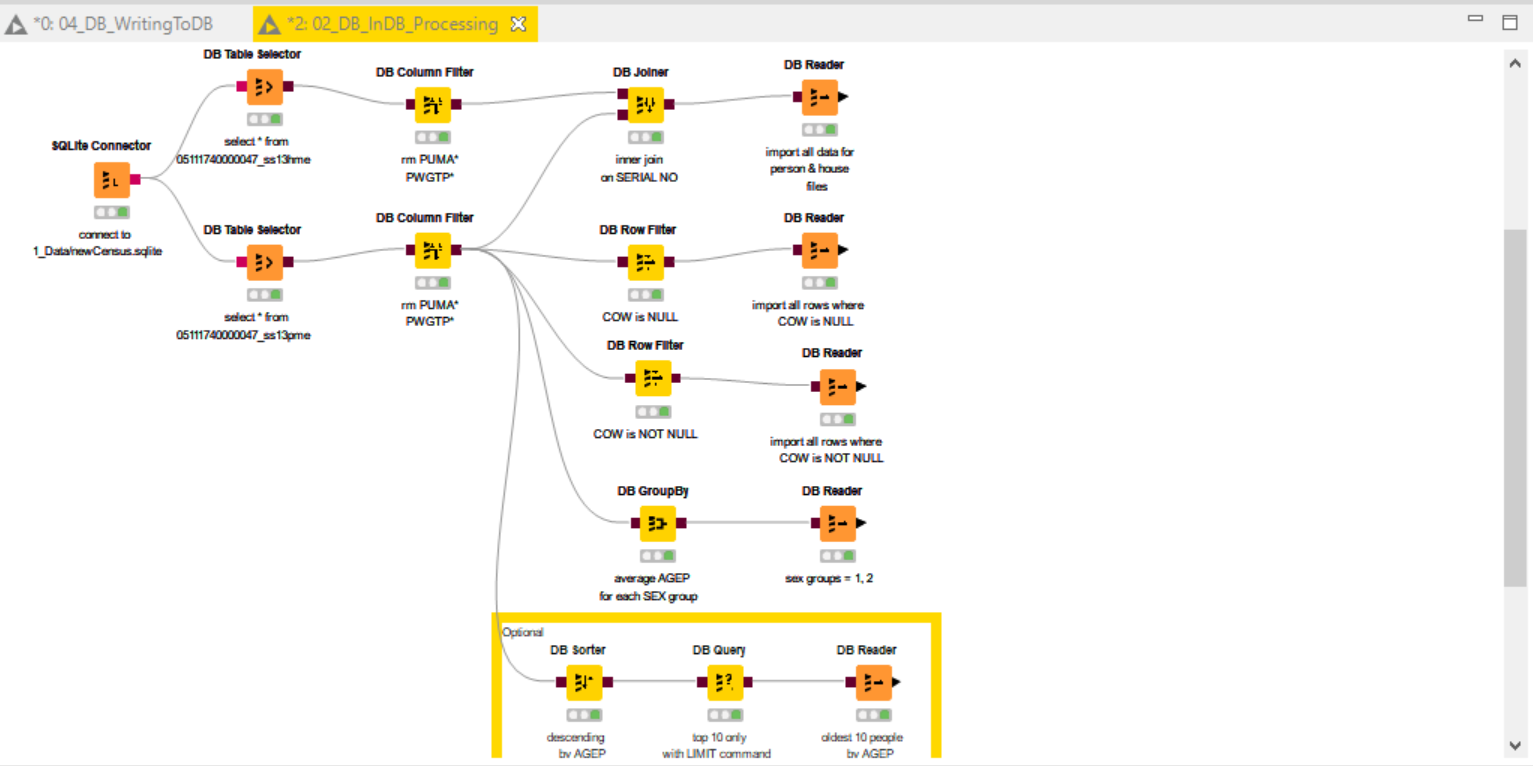 *0: 04_DB_WritingToDB
*2: 02_DB_InDB_Processing
DB Table Selector
select * from
05111740000047_ss13hme
DB Column Filter
rm PUMA*
PWGTP*
DB Joiner
inner join
on SERIAL NO
DB Reader
import all data for
person & house
files
SQLite Connector
connect to
1_Data/newCensus.sqlite
DB Table Selector
select * from
05111740000047_ss13pme
DB Column Filter
rm PUMA*
PWGTP*
DB Row Filter
COW is NULL
DB Reader
import all rows where
COW is NULL
DB Row Filter
COW is NOT NULL
DB Reader
import all rows where
COW is NOT NULL
DB GroupBy
average AGEP
for each SEX group
DB Reader
sex groups = 1, 2
Optional
DB Sorter
descending
by AGEP
DB Query
top 10 only
with LIMIT command
DB Reader
oldest 10 people
by AGEP